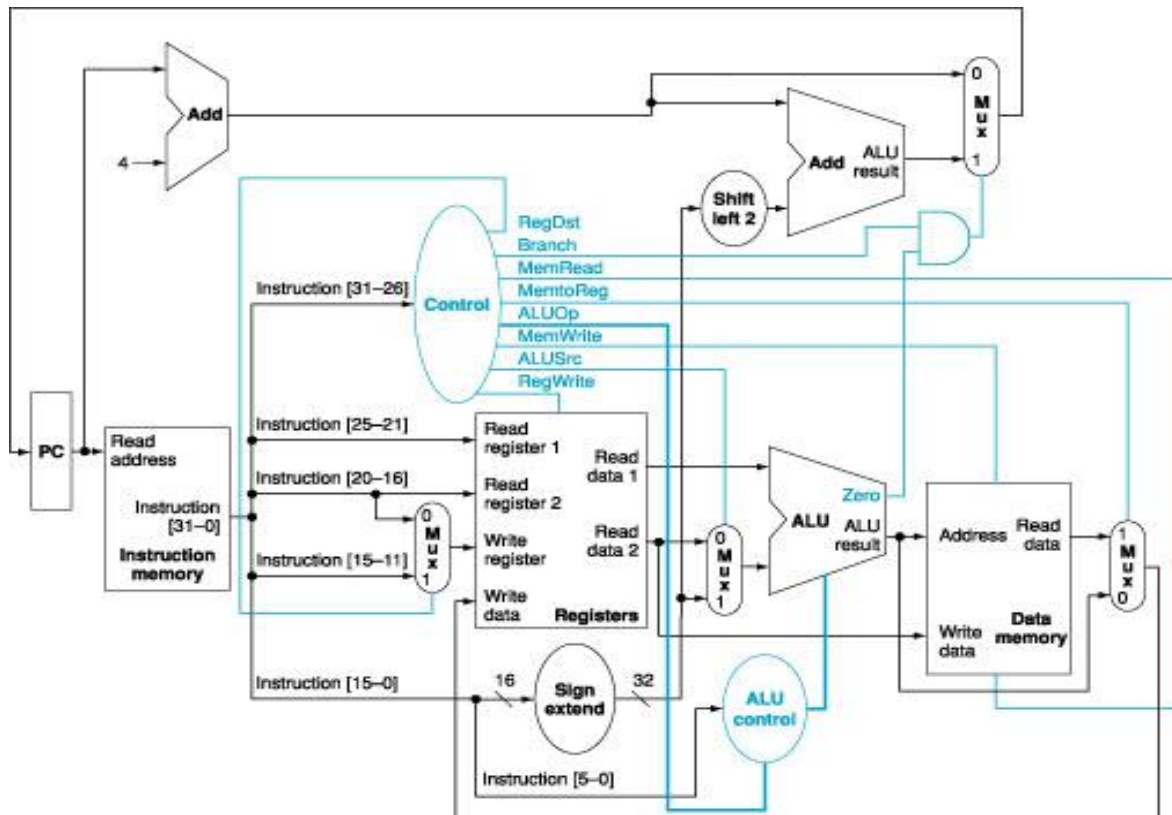 Add
4
0
Mux
1
Add
ALU
result
Shift
left 2
RegDst
Branch
MemRead
MemtoReg
ALUOp
MemWrite
ALUSrc
RegWrite
Control
Instruction [31–26]
PC
Read
address
Instruction
[31–0]
Instruction
memory
Instruction [25–21]
Instruction [20–16]
Instruction [15–11]
0
Mux
1
Read
register 1
Read
register 2
Write
register
Write
data
Read
data 1
Read
data 2
Registers
0
Mux
1
Zero
ALU
ALU
result
Address
Read
data
Write
data
Data
memory
1
Mux
0
Instruction [15–0]
16
Sign
extend
32
ALU
control
Instruction [5–0]